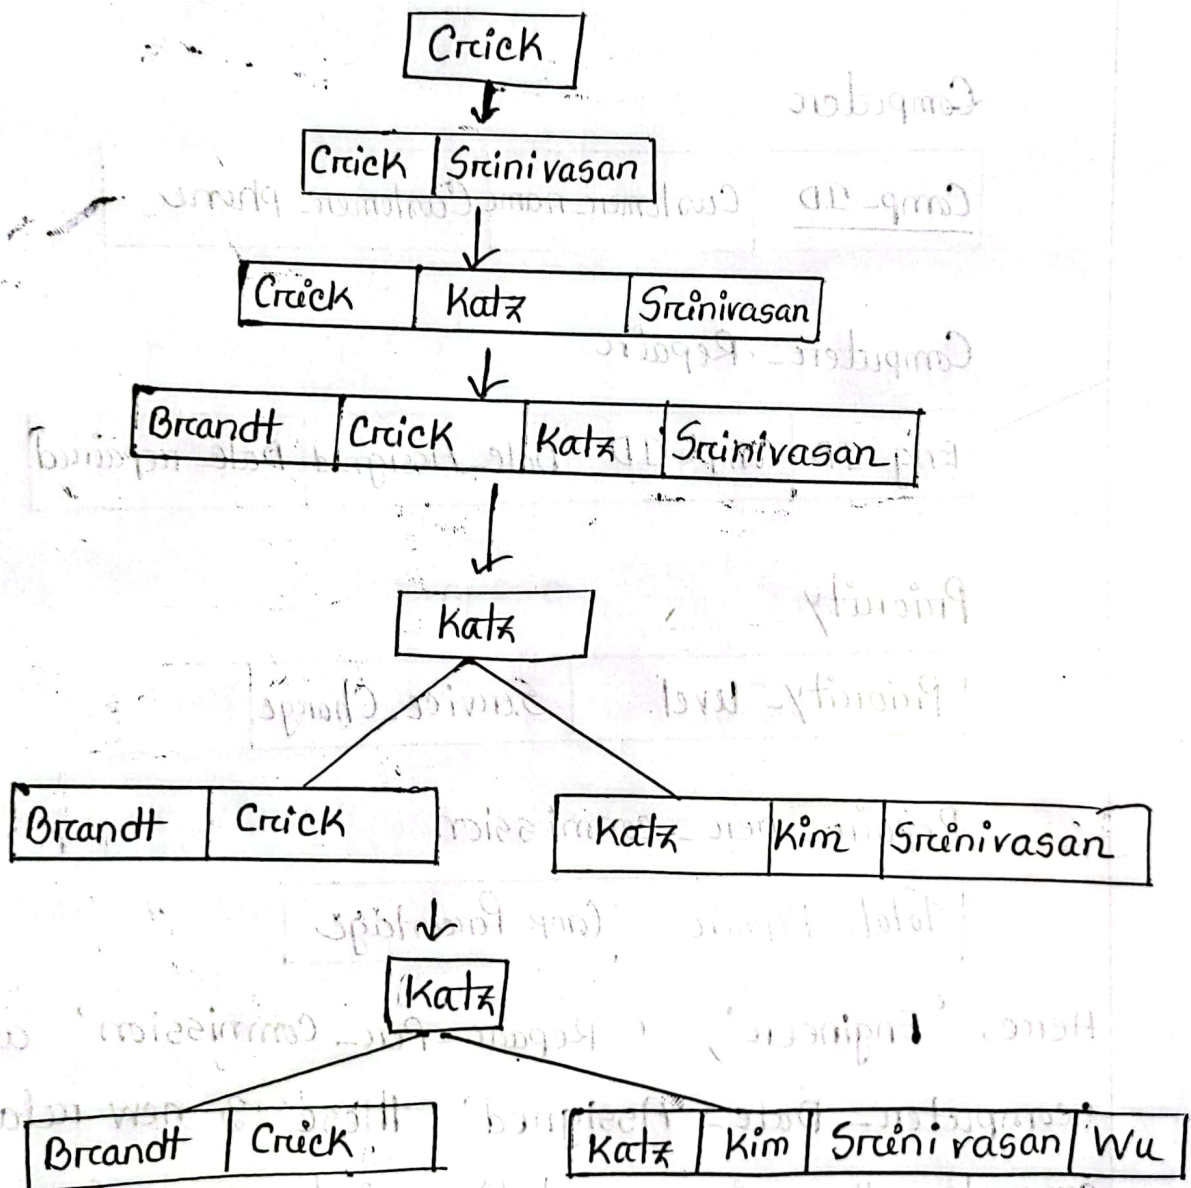 Crick
Crick Srinivasan
Crick Katz Srinivasan
Brandt Crick Katz Srinivasan
Katz
Brandt Crick Katz Kim Srinivasan
Katz
Brandt Crick Katz Kim Srinivasan Wu